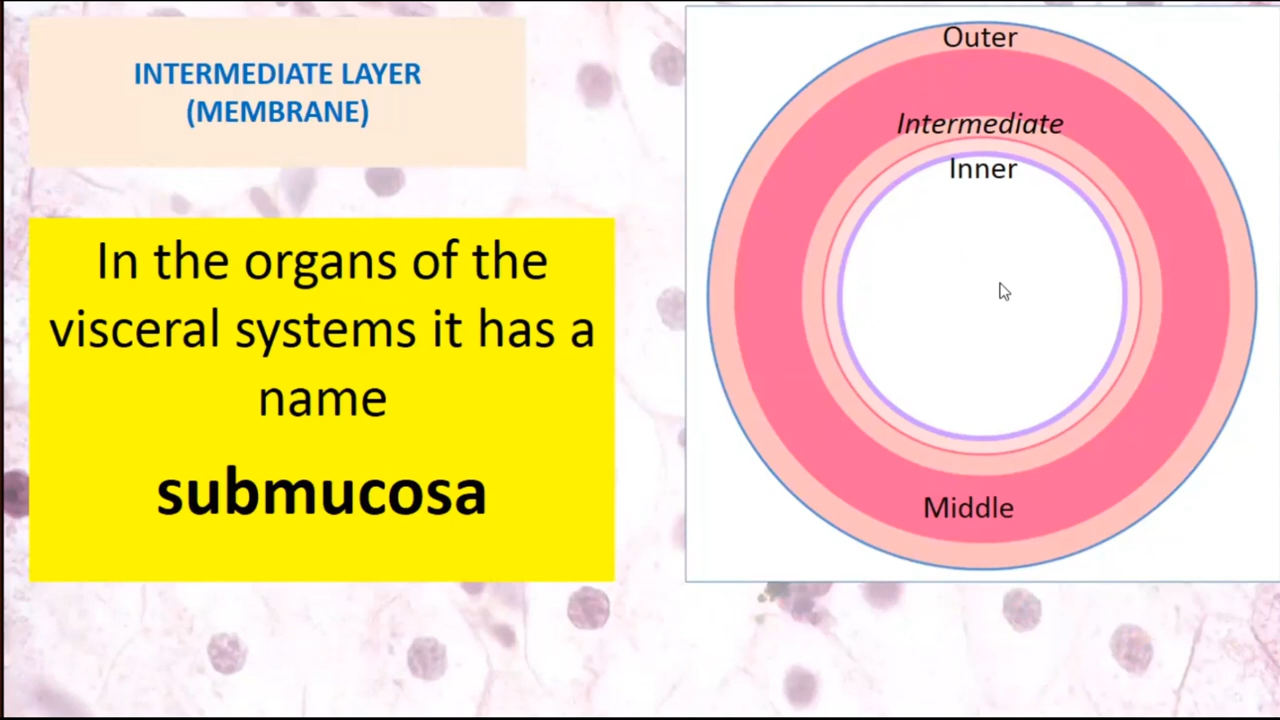 INTERMEDIATE LAYER
(MEMBRANE)
In the organs of the
visceral systems it has a
name
submucosa
Outer
Intermediate
Inner
Middle